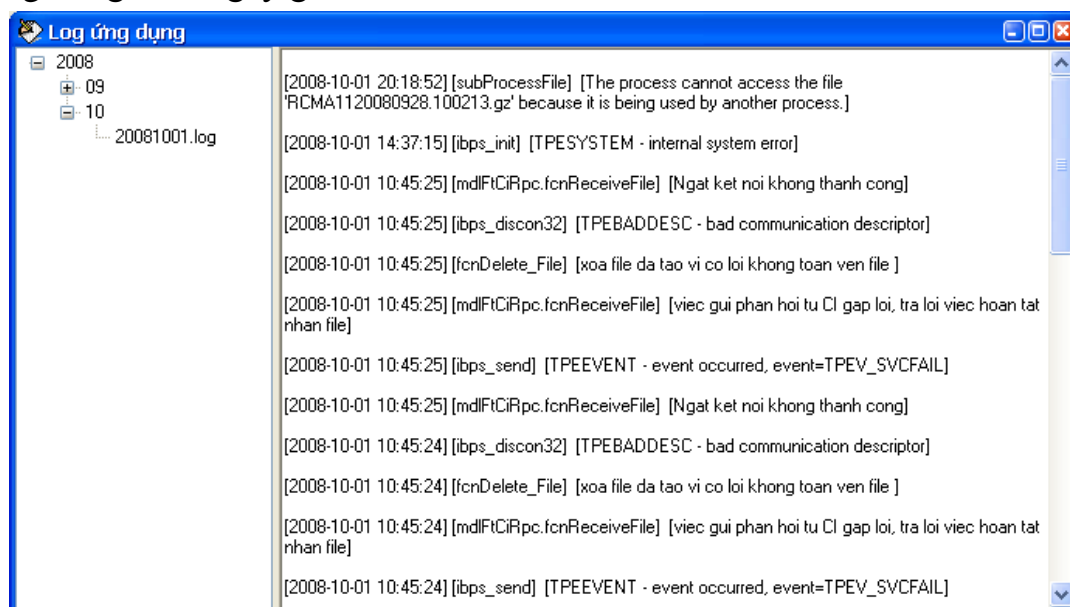 Log ứng dụng
2008
09
10
20081001.log
[2008-10-01 20:18:52] [subProcessFile] [The process cannot access the file
'RCMA1120080928.100213.gz' because it is being used by another process.]
[2008-10-01 14:37:15] [ibps_init] [TPESYSTEM - internal system error]
[2008-10-01 10:45:25] [mdlFtCiRpc.fcnReceiveFile] [Ngat ket noi khong thanh cong]
[2008-10-01 10:45:25] [ibps_discon32] [TPEBADDESC - bad communication descriptor]
[2008-10-01 10:45:25] [fcnDelete_File] [xoa file da tao vi co loi khong toan ven file ]
[2008-10-01 10:45:25] [mdlFtCiRpc.fcnReceiveFile] [viec gui phan hoi tu CI gap loi, tra loi viec hoan tat
nhan file]
[2008-10-01 10:45:25] [ibps_send] [TPEEVENT - event occurred, event=TPEV_SVCFAIL]
[2008-10-01 10:45:25] [mdlFtCiRpc.fcnReceiveFile] [Ngat ket noi khong thanh cong]
[2008-10-01 10:45:24] [ibps_discon32] [TPEBADDESC - bad communication descriptor]
[2008-10-01 10:45:24] [fcnDelete_File] [xoa file da tao vi co loi khong toan ven file ]
[2008-10-01 10:45:24] [mdlFtCiRpc.fcnReceiveFile] [viec gui phan hoi tu CI gap loi, tra loi viec hoan tat
nhan file]
[2008-10-01 10:45:24] [ibps_send] [TPEEVENT - event occurred, event=TPEV_SVCFAIL]